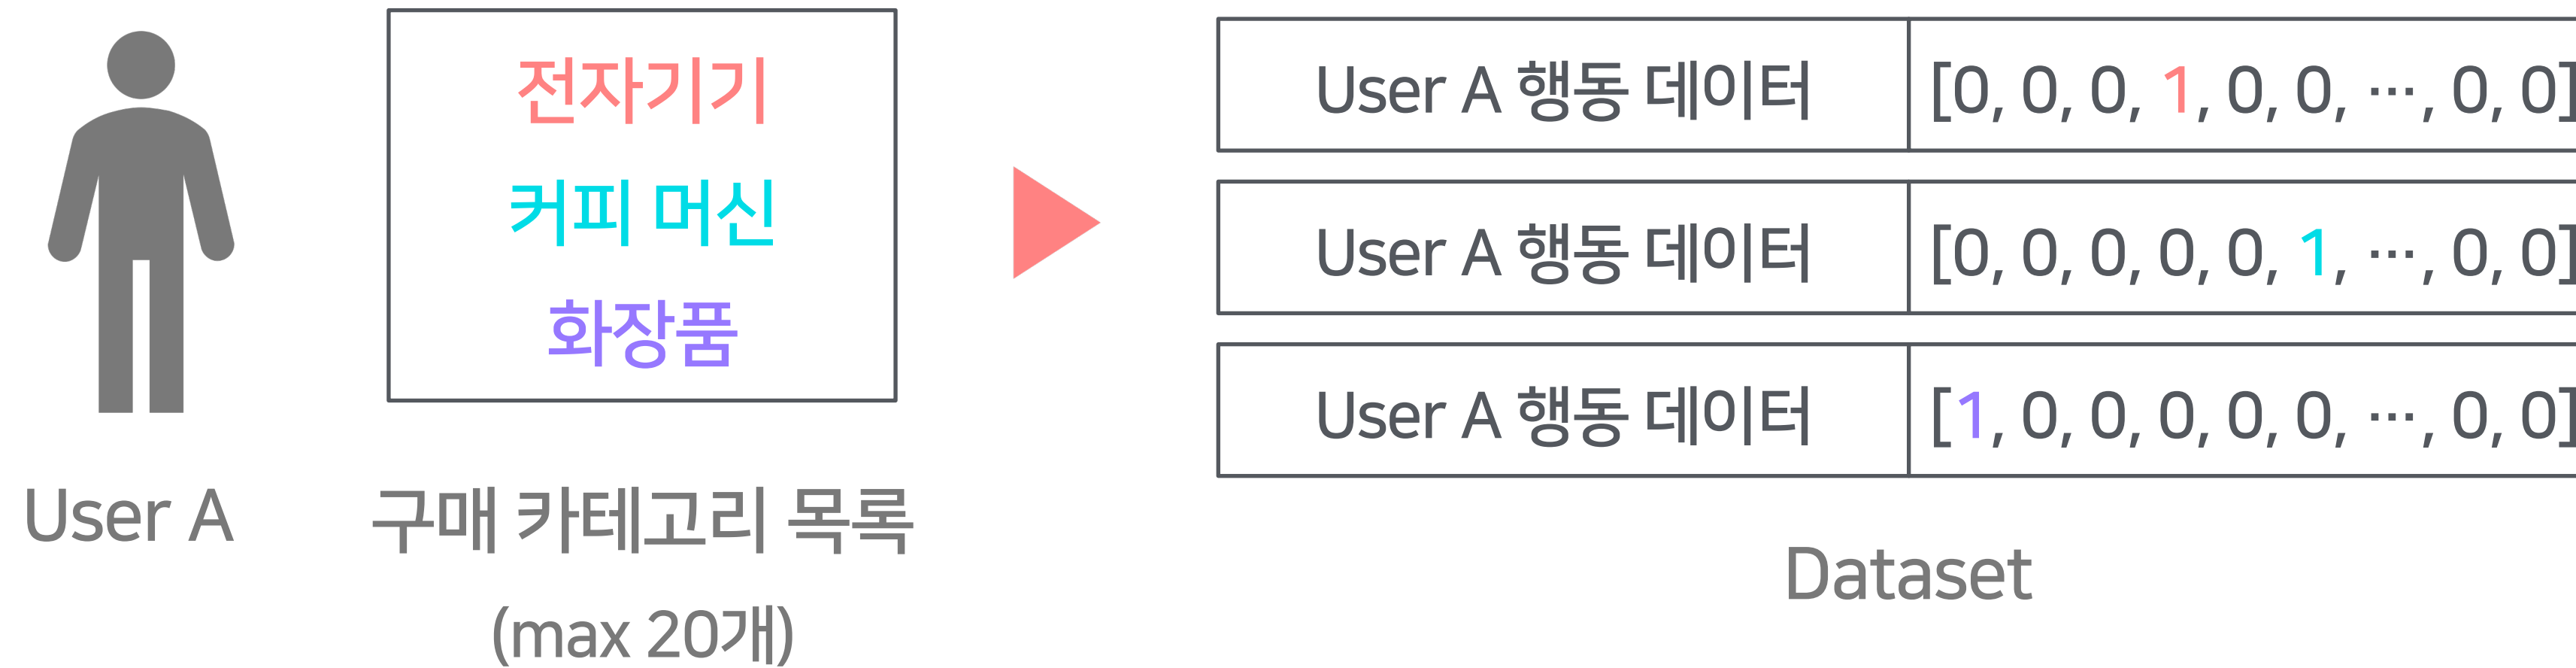 전자기기
커피 머신
화장품
User A
구매 카테고리 목록
(max 20개)
User A 행동 데이터 [0, 0, 0, 1, 0, 0, ···, 0, 0]
User A 행동 데이터 [0, 0, 0, 0, 0, 1, ···, 0, 0]
User A 행동 데이터 [1, 0, 0, 0, 0, 0, ···, 0, 0]
Dataset